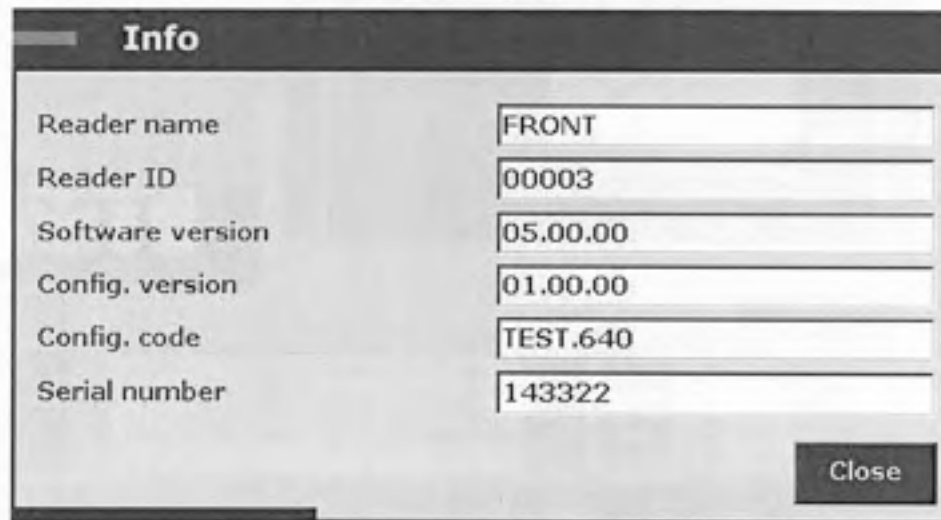 Info
Reader name FRONT
Reader ID 00003
Software version 05.00.00
Config. version 01.00.00
Config. code TEST.640
Serial number 143322
Close